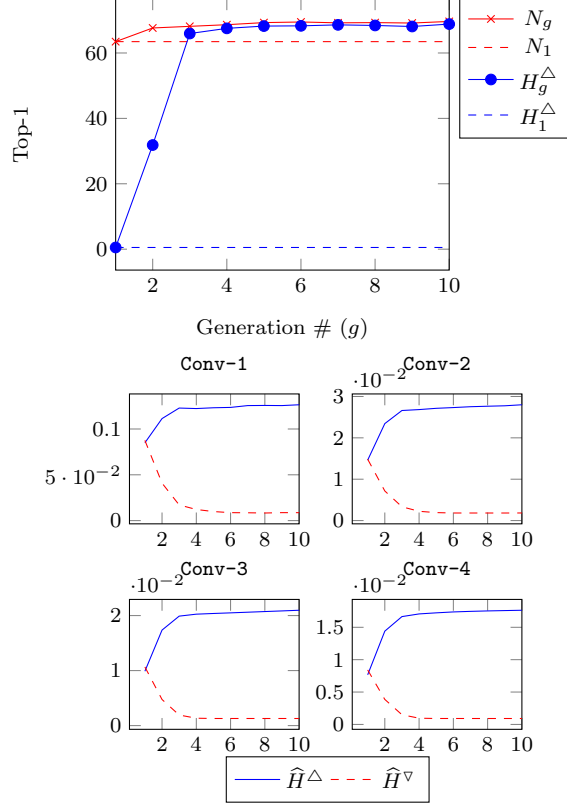 60
40
20
0
Top-1
2 4 6 8 10
Generation # (g)
N_g
N_1
H_g^△
H_1^△
Conv-1
0.1
5 · 10^−2
0
2 4 6 8 10
Conv-2
·10^−2
3
2
1
0
2 4 6 8 10
Conv-3
·10^−2
2
1
0
2 4 6 8 10
Conv-4
·10^−2
1.5
1
0.5
0
2 4 6 8 10
Ĥ^△ Ĥ^▽